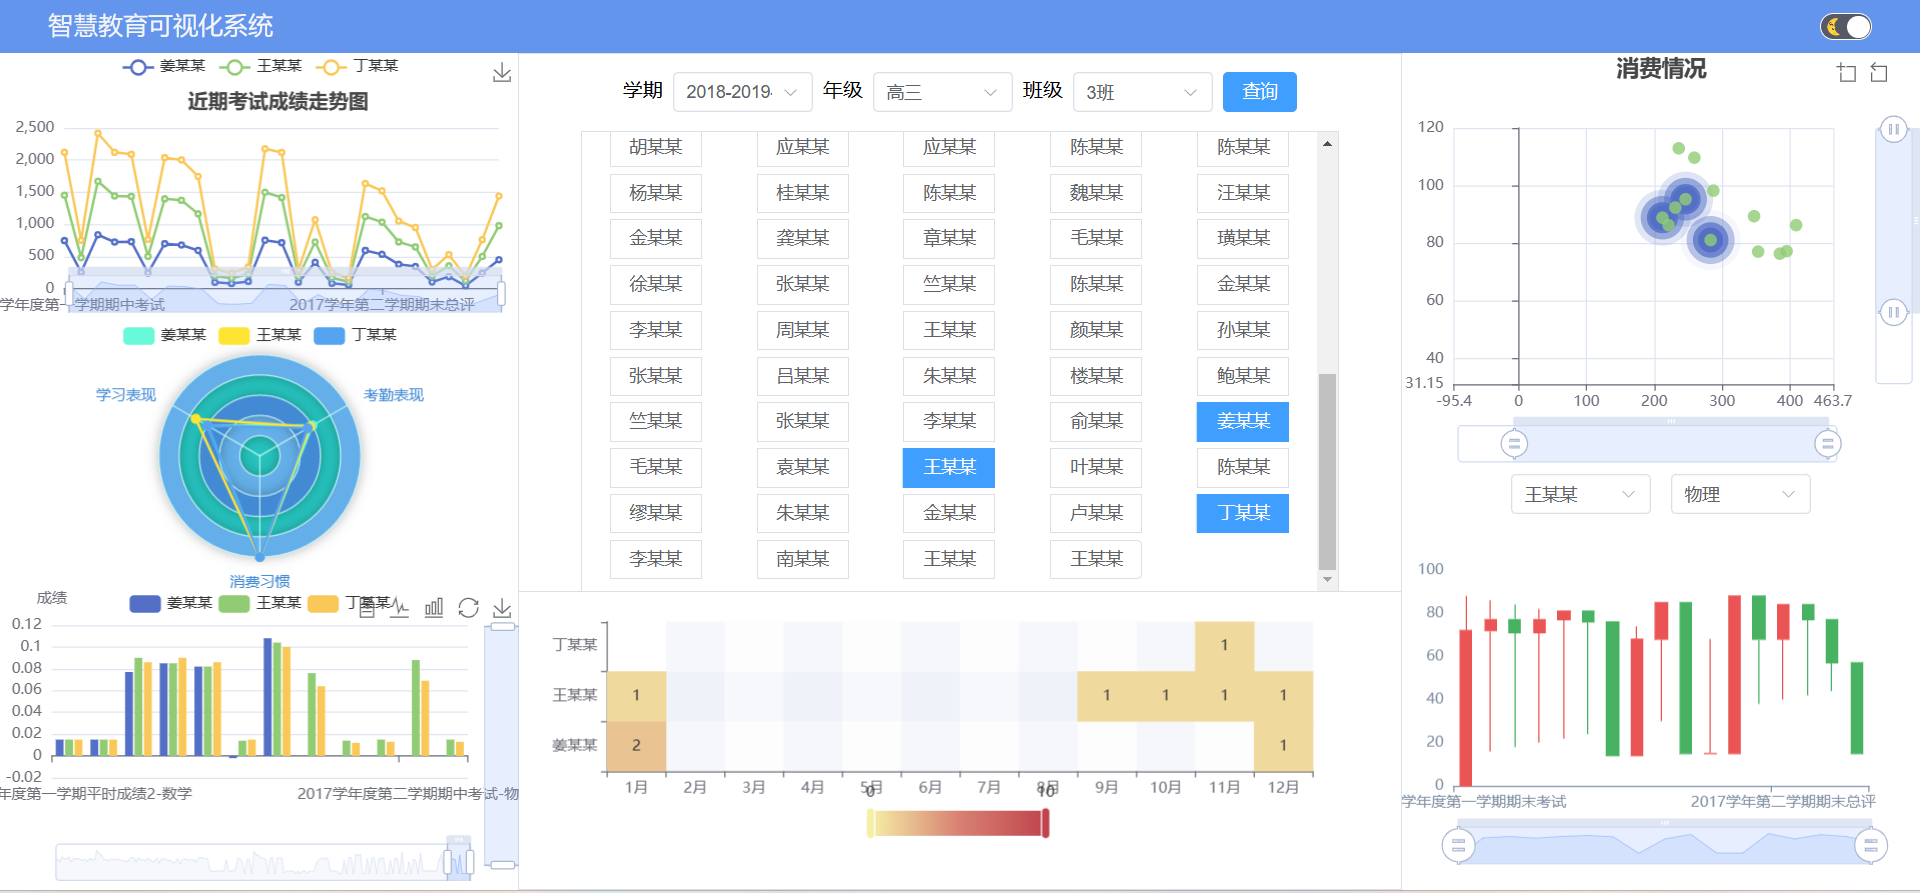 智慧教育可视化系统
姜某某 王某某 丁某某
近期考试成绩走势图
2,500
2,000
1,500
1,000
500
0
学年度第一学期期中考试 2017学年第二学期期末总评
姜某某 王某某 丁某某
学习表现 考勤表现
消费习惯
成绩
姜某某 王某某 丁某某
0.12
0.1
0.08
0.06
0.04
0.02
0
-0.02
年度第一学期平时成绩2-数学 2017学年度第二学期期中考试-物
学期 2018-2019 年级 高三 班级 3班 查询
胡某某 应某某 应某某 陈某某 陈某某
杨某某 桂某某 陈某某 魏某某 汪某某
金某某 龚某某 章某某 毛某某 璜某某
徐某某 张某某 竺某某 陈某某 金某某
李某某 周某某 王某某 颜某某 孙某某
张某某 吕某某 朱某某 楼某某 鲍某某
竺某某 张某某 李某某 俞某某 姜某某
毛某某 袁某某 王某某 叶某某 陈某某
缪某某 朱某某 金某某 卢某某 丁某某
李某某 南某某 王某某 王某某
丁某某 1
王某某 1 1 1 1 1
姜某某 2 1
1月 2月 3月 4月 5月 6月 7月 8月 9月 10月 11月 12月
0 10
消费情况
120
100
80
60
40
31.15
-95.4 0 100 200 300 400 463.7
王某某 物理
100
80
60
40
20
0
学年度第一学期期末考试 2017学年第二学期期末总评